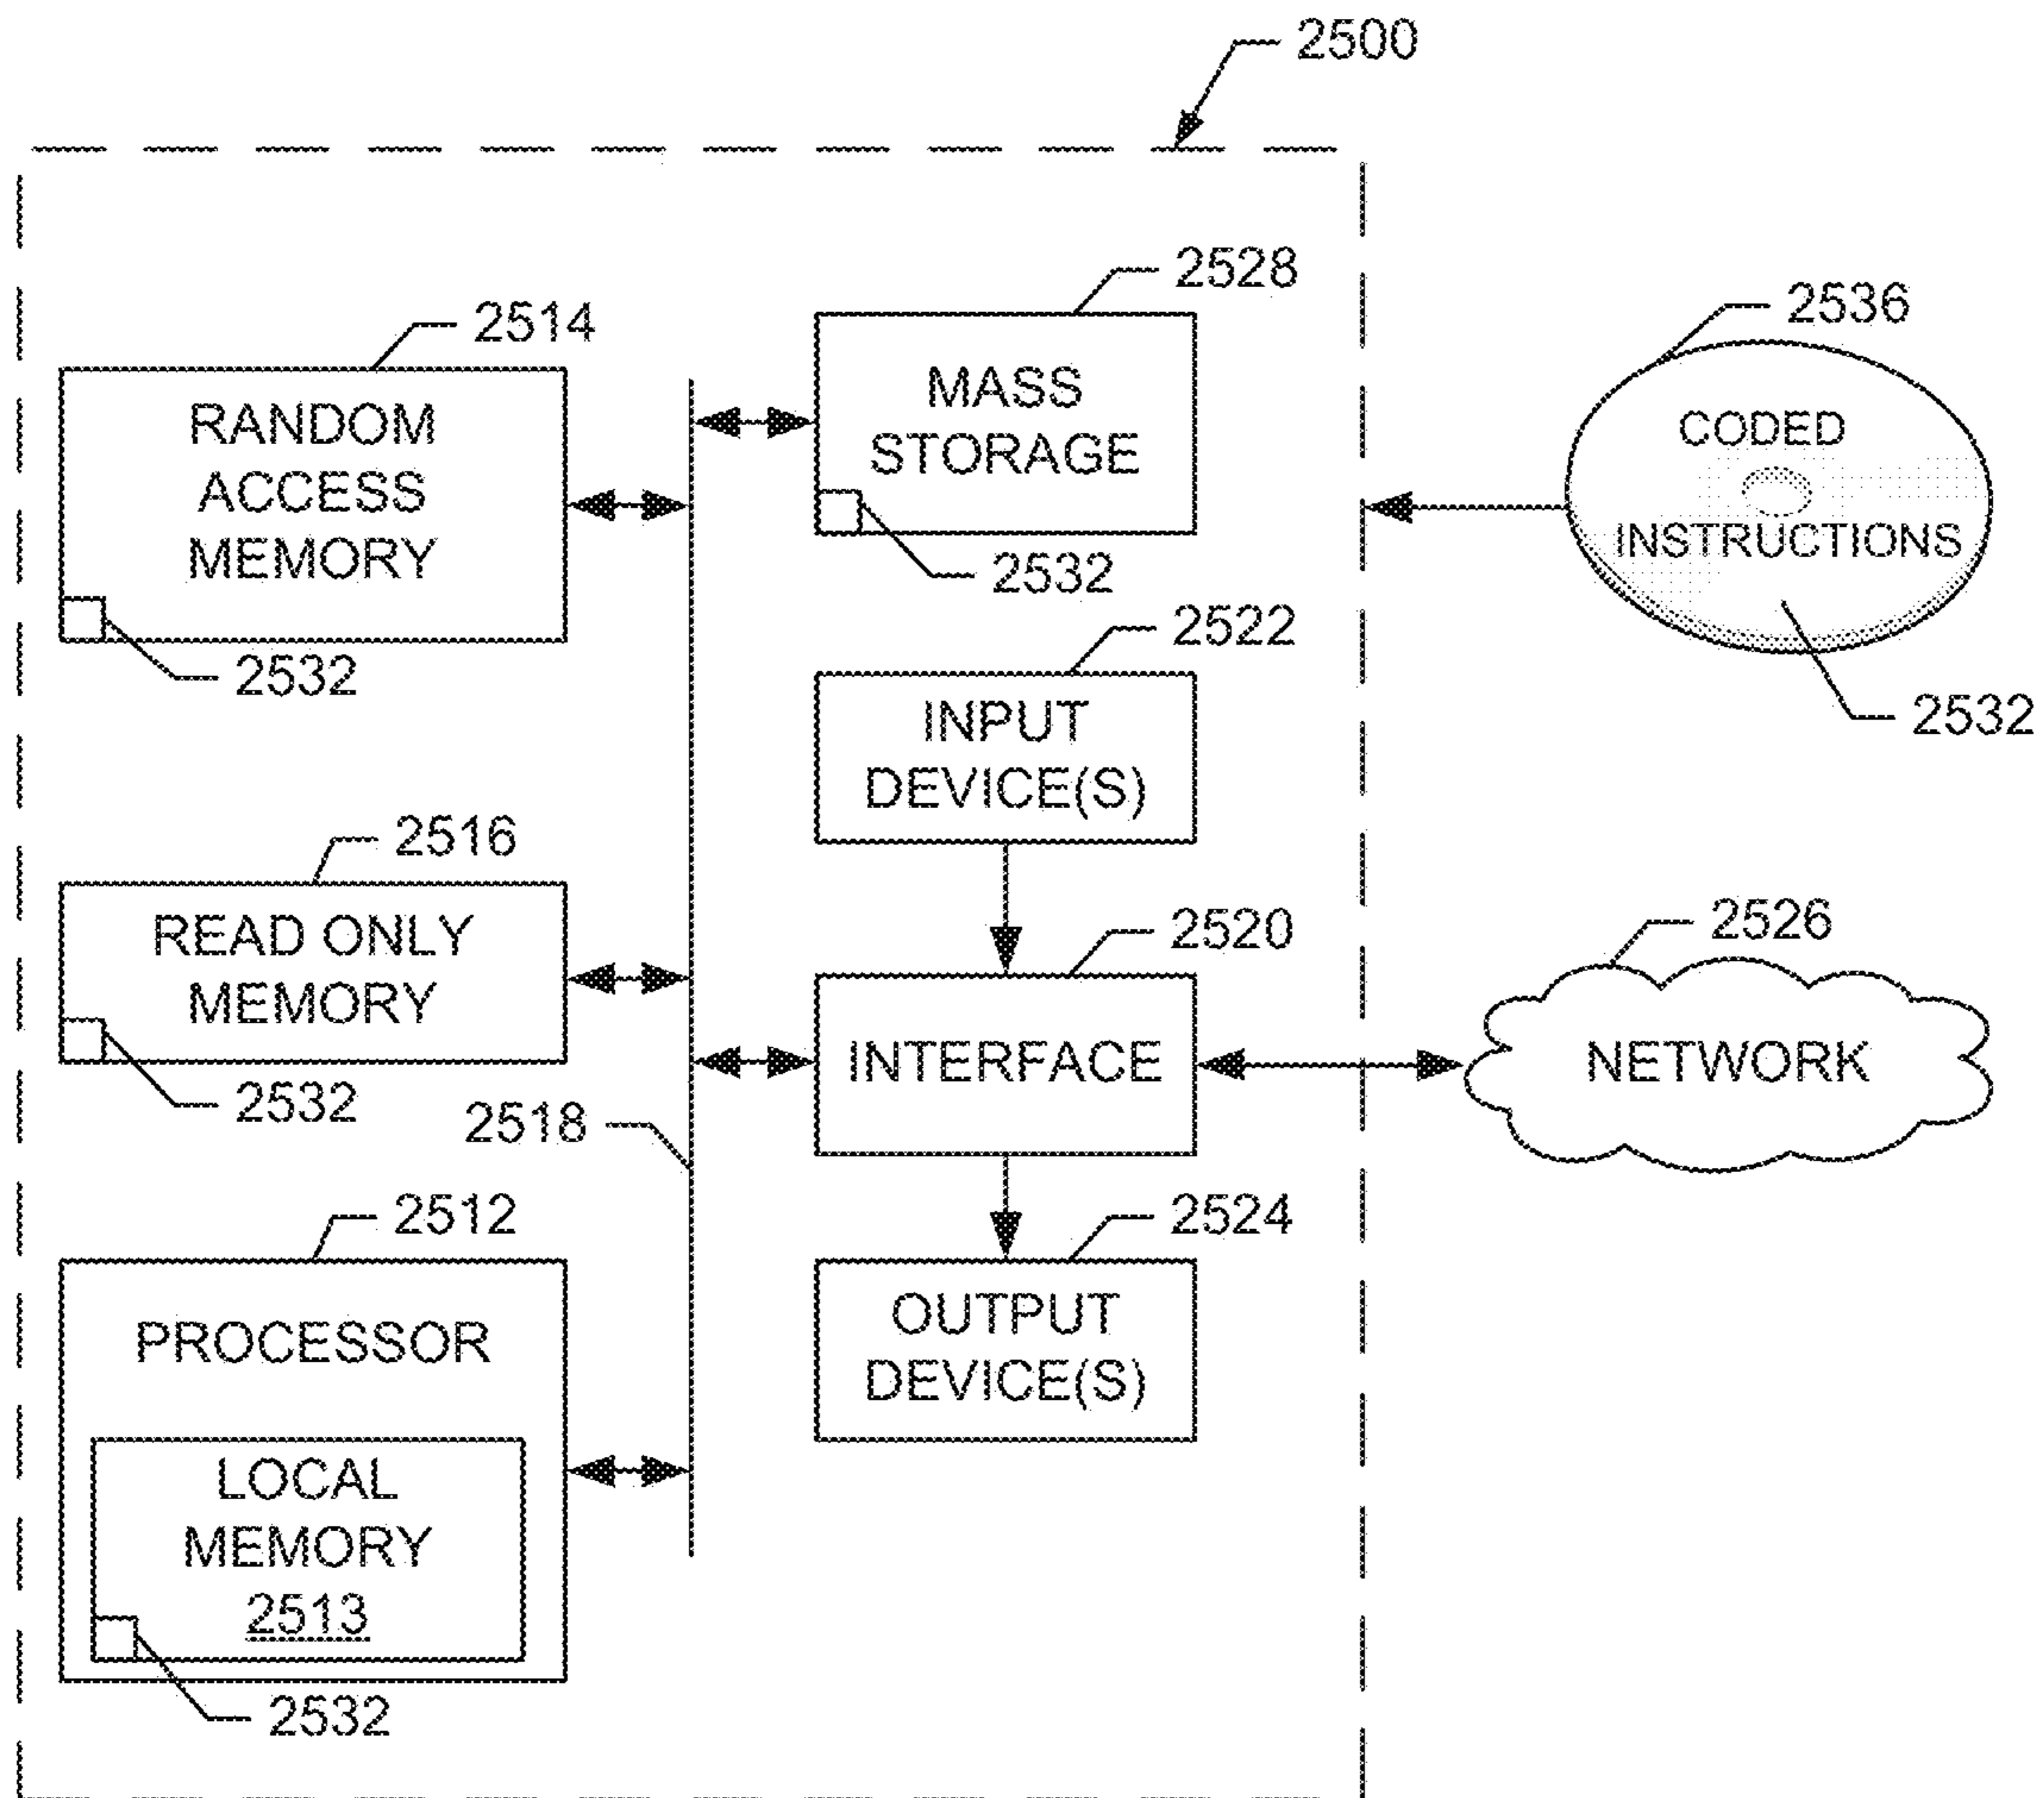 2500
2528
2514
2536
MASS
STORAGE
RANDOM
ACCESS
MEMORY
CODED
INSTRUCTIONS
2532
2532
2522
2532
INPUT
DEVICE(S)
2516
2520
2526
READ ONLY
MEMORY
INTERFACE
NETWORK
2532
2518
2512
2524
PROCESSOR
OUTPUT
DEVICE(S)
LOCAL
MEMORY
2513
2532